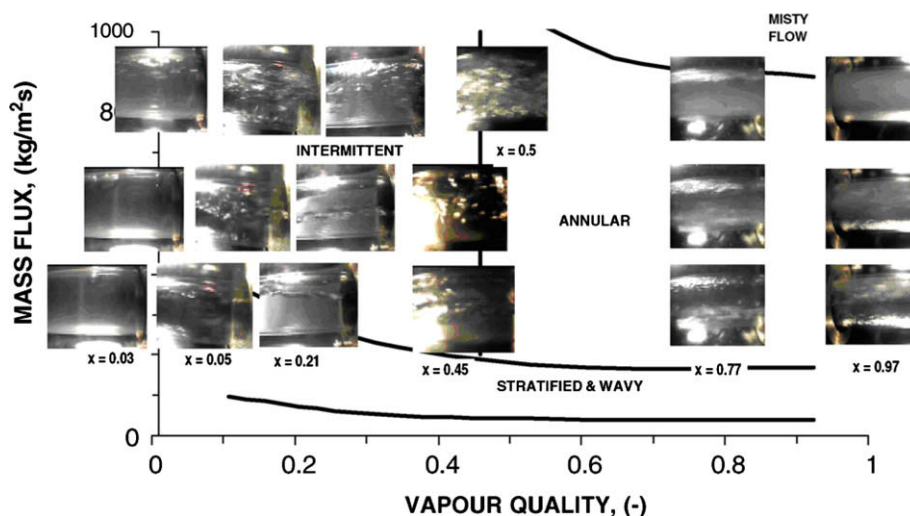 1000
MISTY
FLOW
80
INTERMITTENT
x = 0.5
ANNULAR
MASS FLUX, (kg/m²s)
x = 0.03
x = 0.05
x = 0.21
x = 0.45
x = 0.77
x = 0.97
STRATIFIED & WAVY
0
0
0.2
0.4
0.6
0.8
1
VAPOUR QUALITY, (-)